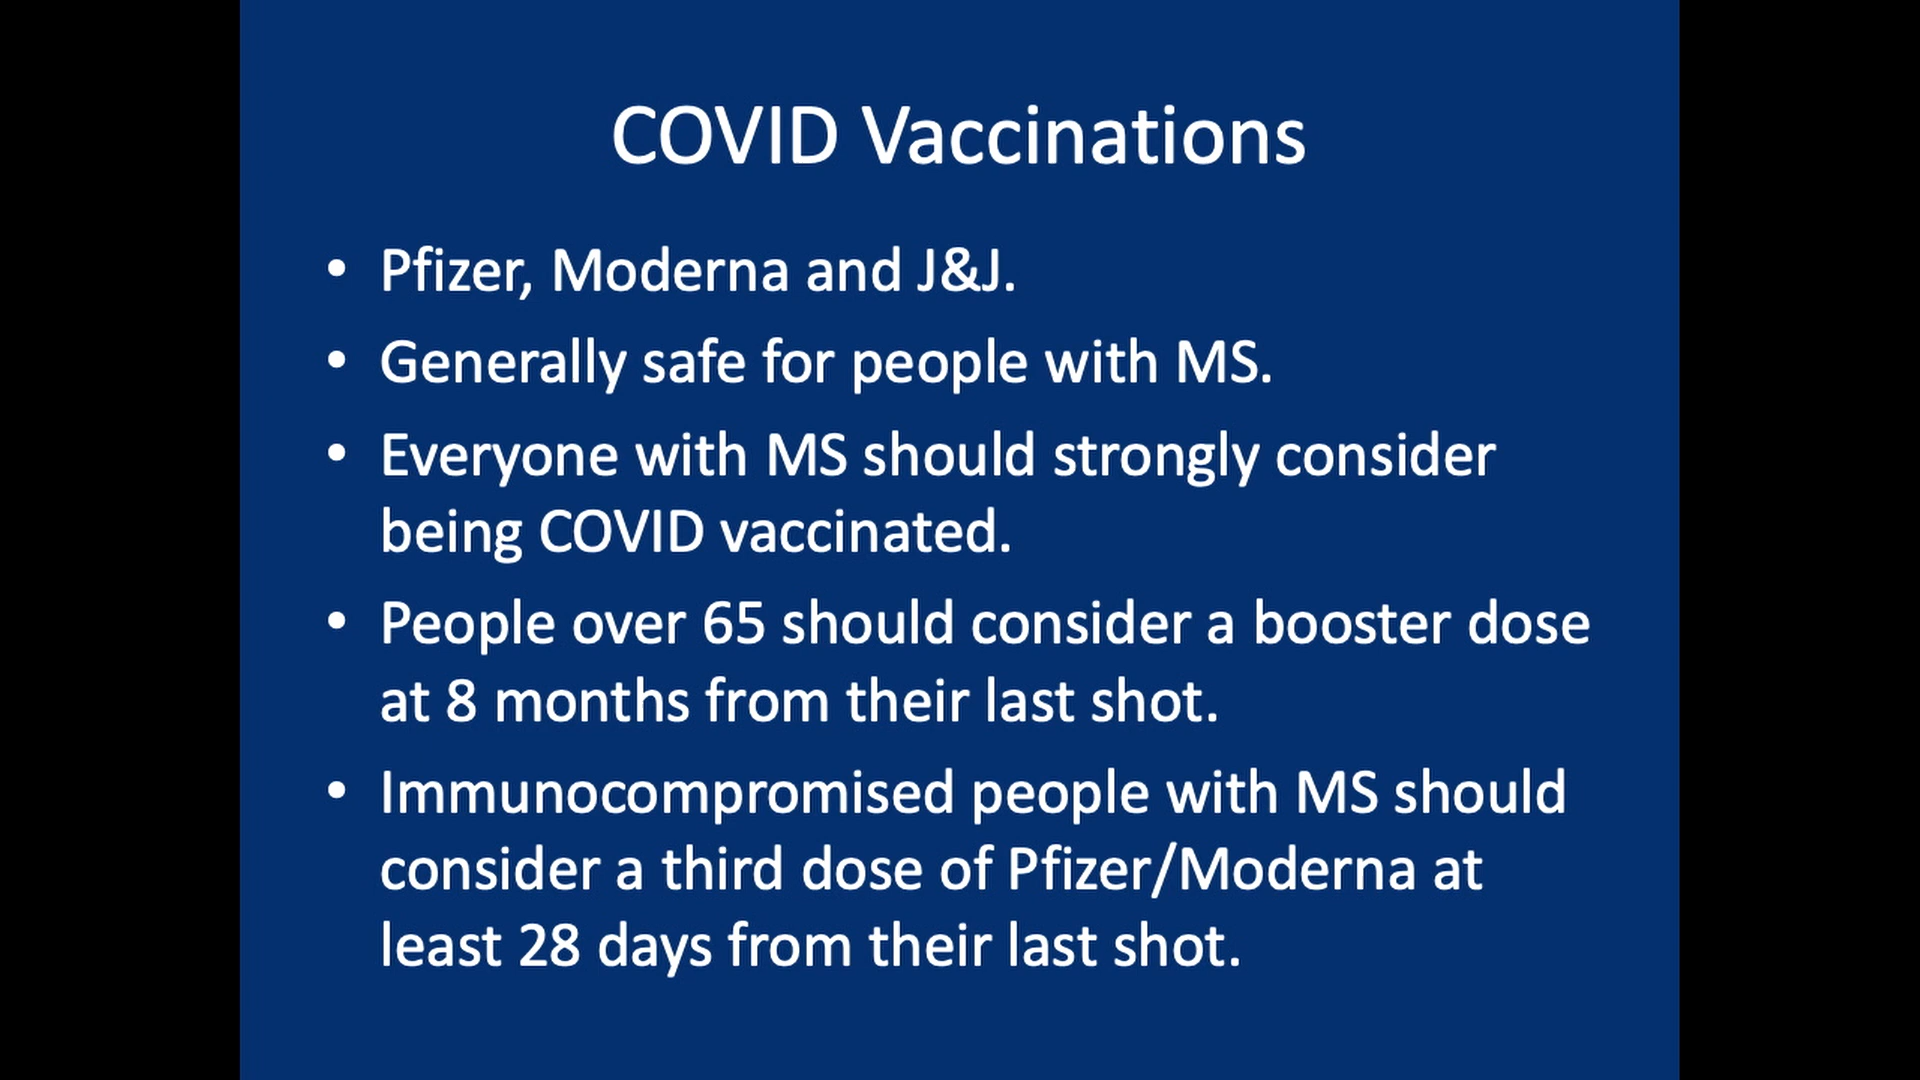 COVID Vaccinations
• Pfizer, Moderna and J&J.
• Generally safe for people with MS.
• Everyone with MS should strongly consider
being COVID vaccinated.
• People over 65 should consider a booster dose
at 8 months from their last shot.
• Immunocompromised people with MS should
consider a third dose of Pfizer/Moderna at
least 28 days from their last shot.